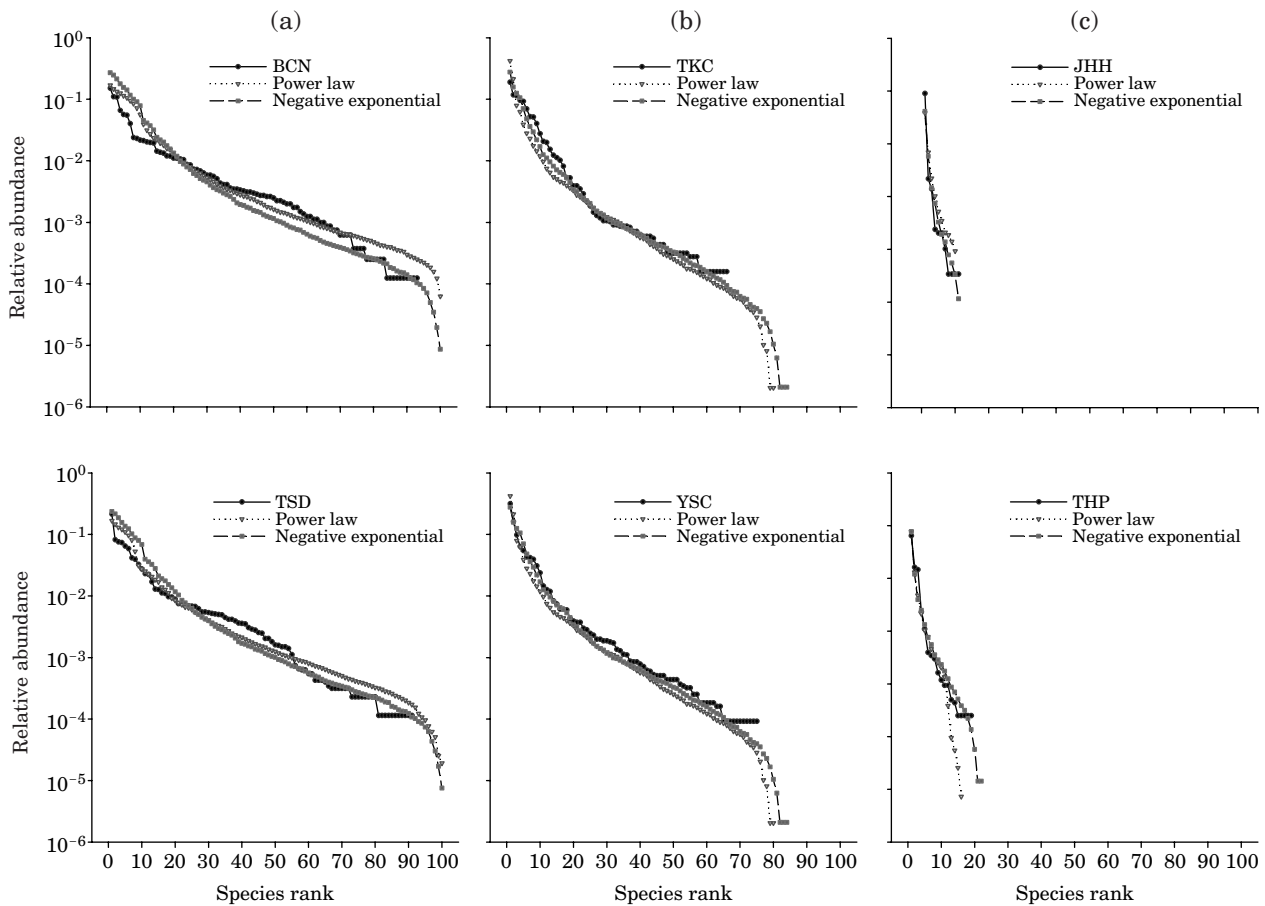 (a)
(b)
(c)
BCN
Power law
Negative exponential
TKC
Power law
Negative exponential
JHH
Power law
Negative exponential
Relative abundance
10⁰
10⁻¹
10⁻²
10⁻³
10⁻⁴
10⁻⁵
10⁻⁶
TSD
Power law
Negative exponential
YSC
Power law
Negative exponential
THP
Power law
Negative exponential
Relative abundance
10⁰
10⁻¹
10⁻²
10⁻³
10⁻⁴
10⁻⁵
10⁻⁶
0 10 20 30 40 50 60 70 80 90 100
0 10 20 30 40 50 60 70 80 90 100
0 10 20 30 40 50 60 70 80 90 100
Species rank
Species rank
Species rank